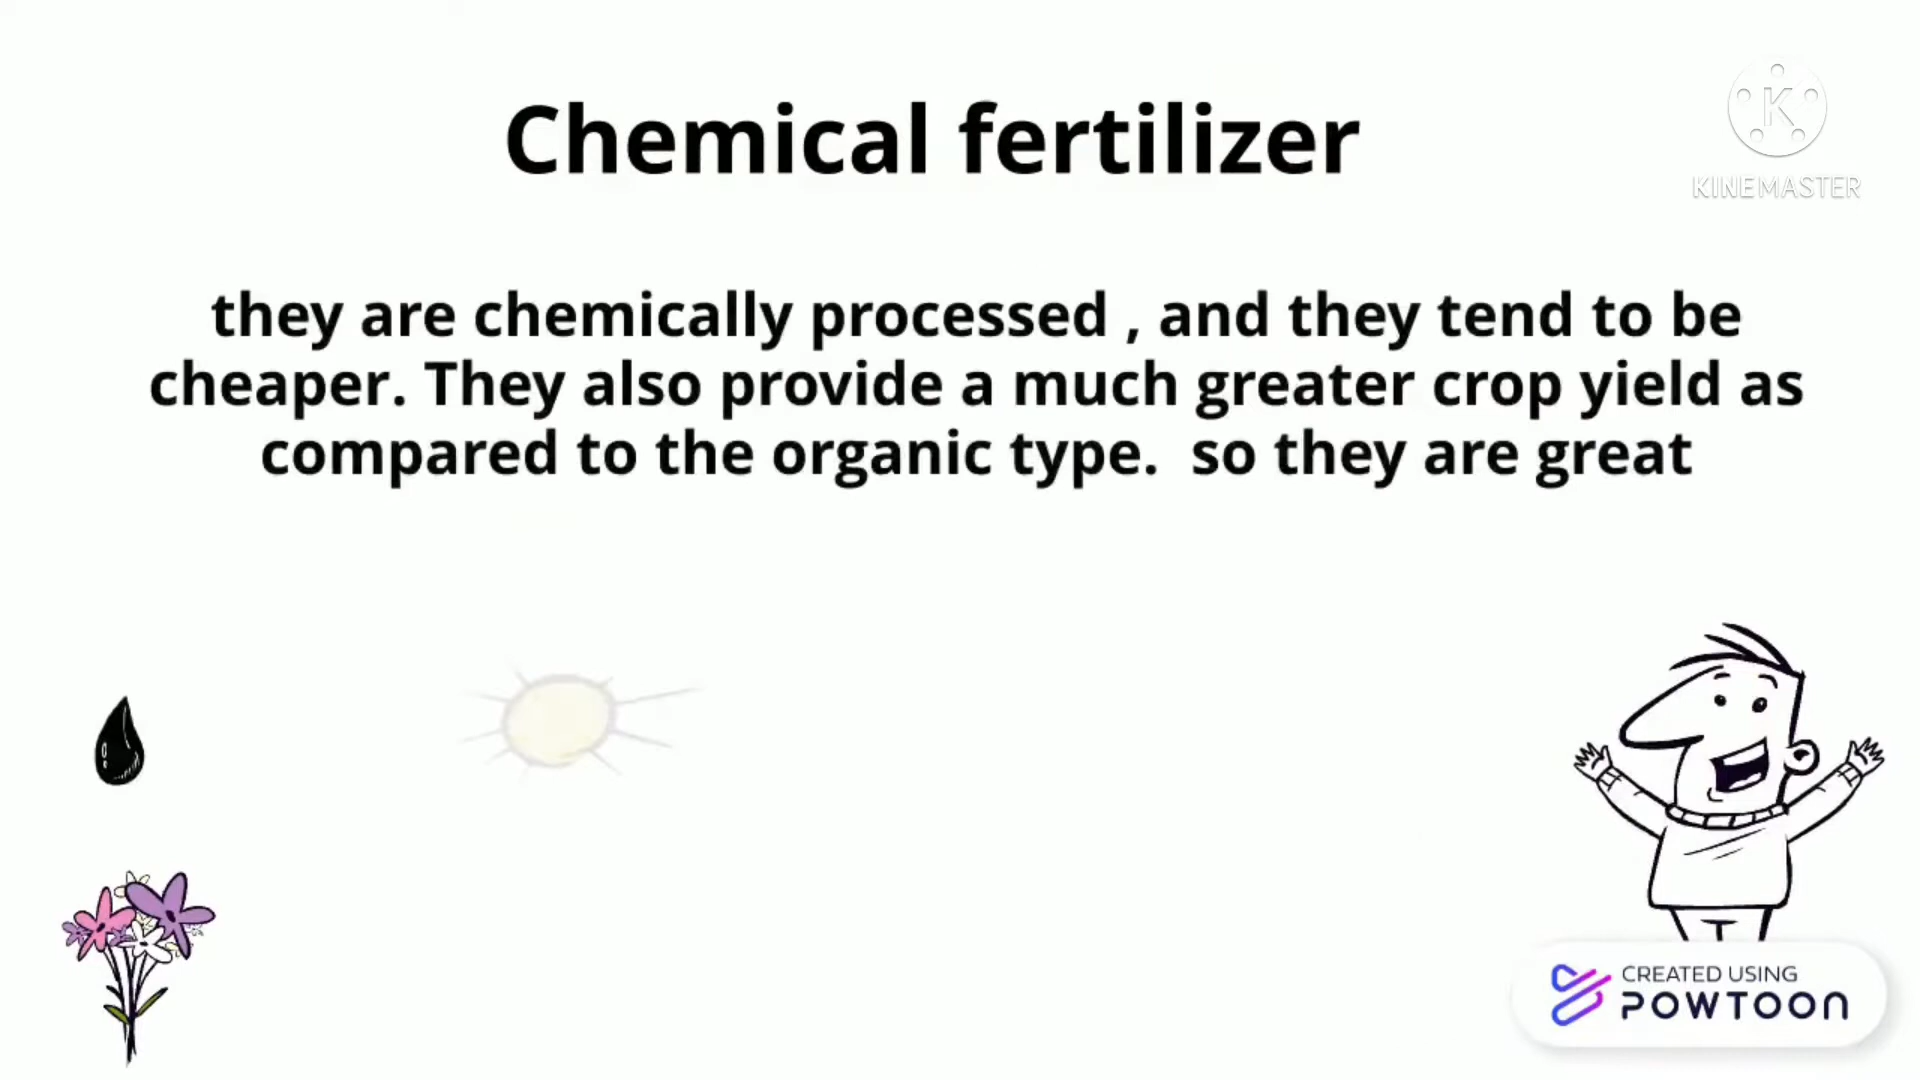 Chemical fertilizer
K
KINEMASTER
they are chemically processed , and they tend to be
cheaper. They also provide a much greater crop yield as
compared to the organic type.  so they are great
CREATED USING
POWTOON